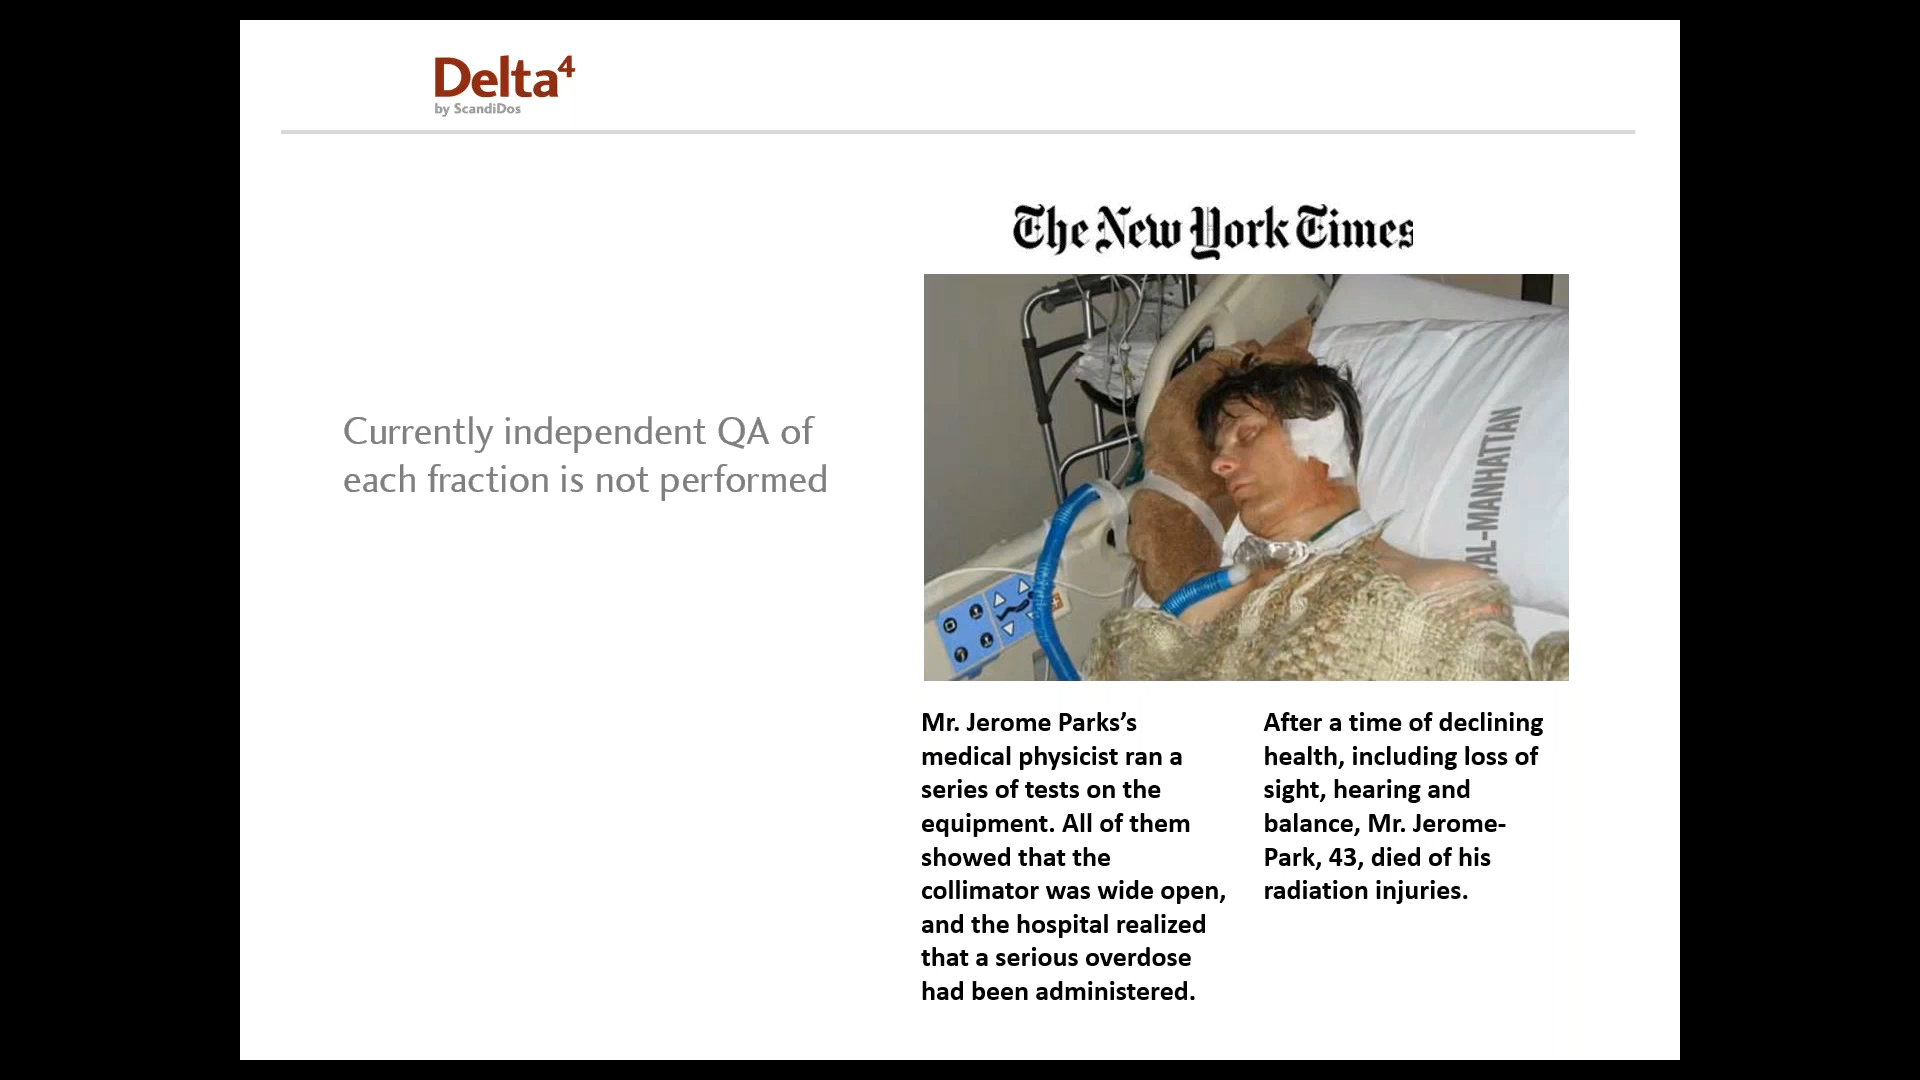 Delta4
by ScandiDos
The New York Times
Currently independent QA of
each fraction is not performed
AL-MANHATTAN
Mr. Jerome Parks’s
medical physicist ran a
series of tests on the
equipment. All of them
showed that the
collimator was wide open,
and the hospital realized
that a serious overdose
had been administered.
After a time of declining
health, including loss of
sight, hearing and
balance, Mr. Jerome-
Park, 43, died of his
radiation injuries.